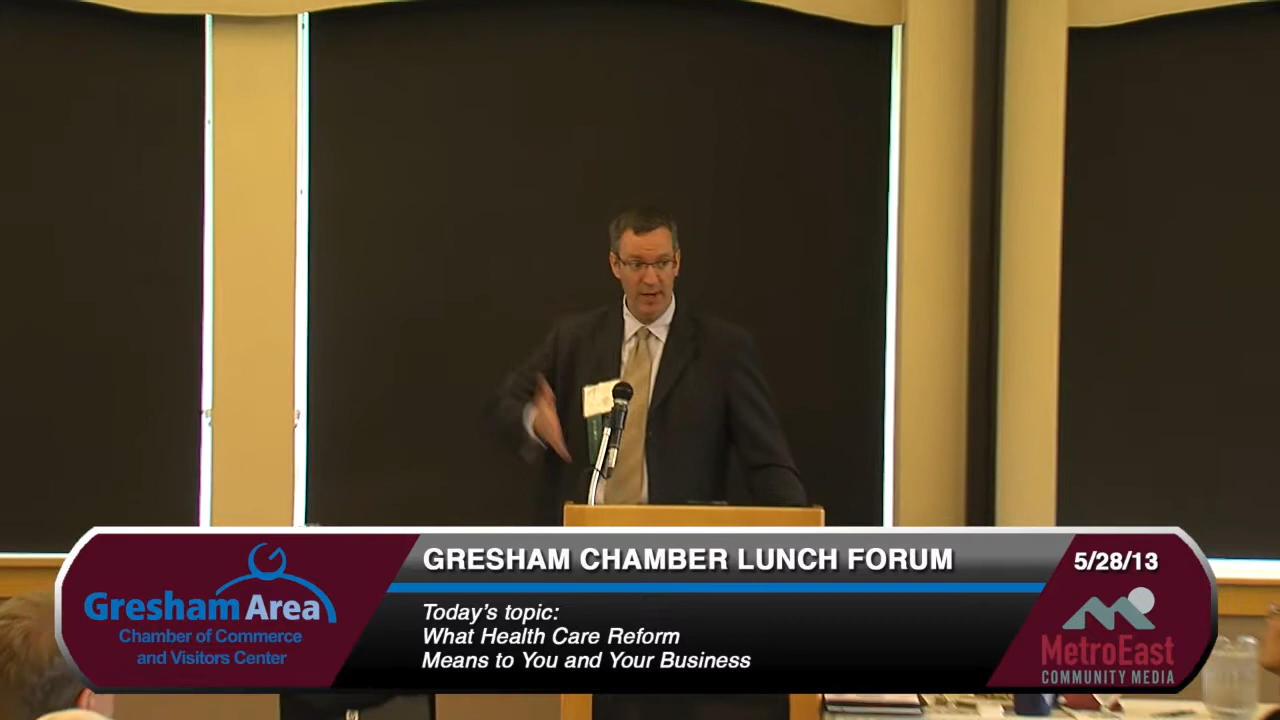 GRESHAM CHAMBER LUNCH FORUM
5/28/13
Gresham Area
Chamber of Commerce
and Visitors Center
Today's topic:
What Health Care Reform
Means to You and Your Business
MetroEast
COMMUNITY MEDIA